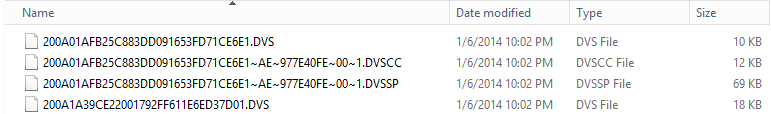 Name Date modified Type Size
200A01AFB25C883DD091653FD71CE6E1.DVS 1/6/2014 10:02 PM DVS File 10 KB
200A01AFB25C883DD091653FD71CE6E1~AE~977E40FE~00~1.DVSCC 1/6/2014 10:02 PM DVSCC File 12 KB
200A01AFB25C883DD091653FD71CE6E1~AE~977E40FE~00~1.DVSSP 1/6/2014 10:02 PM DVSSP File 69 KB
200A1A39CE22001792FF611E6ED37D01.DVS 1/6/2014 10:02 PM DVS File 18 KB